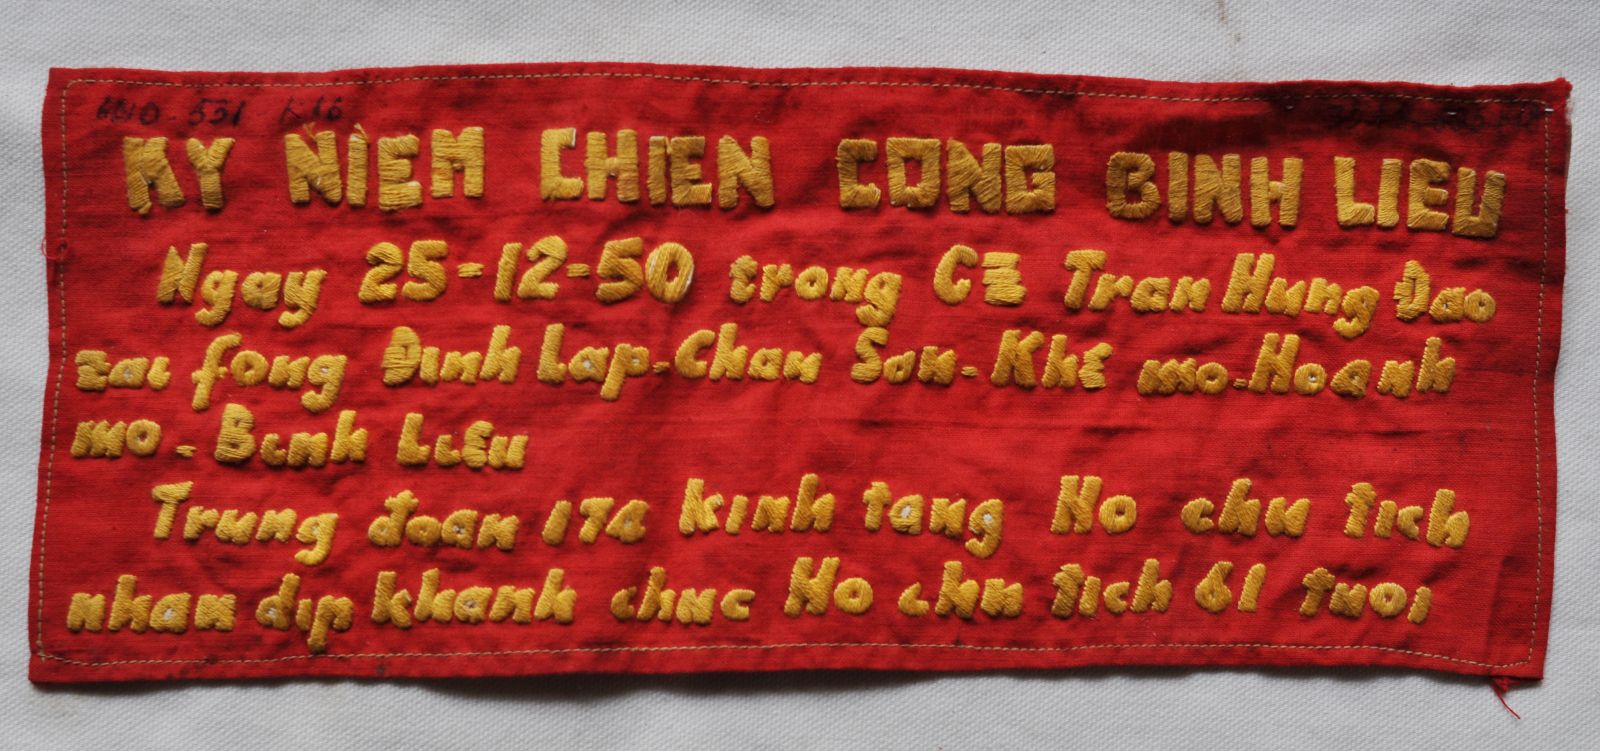 KY NIEM CHIEN CONG BINH LIEU
Ngay 25-12-50 trong CZ Tran Hung Dao
tai fong Dinh Lap-Chan Son-Khe mo-Hoanh
mo-Binh Lieu
Trung doan 174 kinh tang Ho chu tich
nhan dip khanh chuc Ho chu tich 61 tuoi